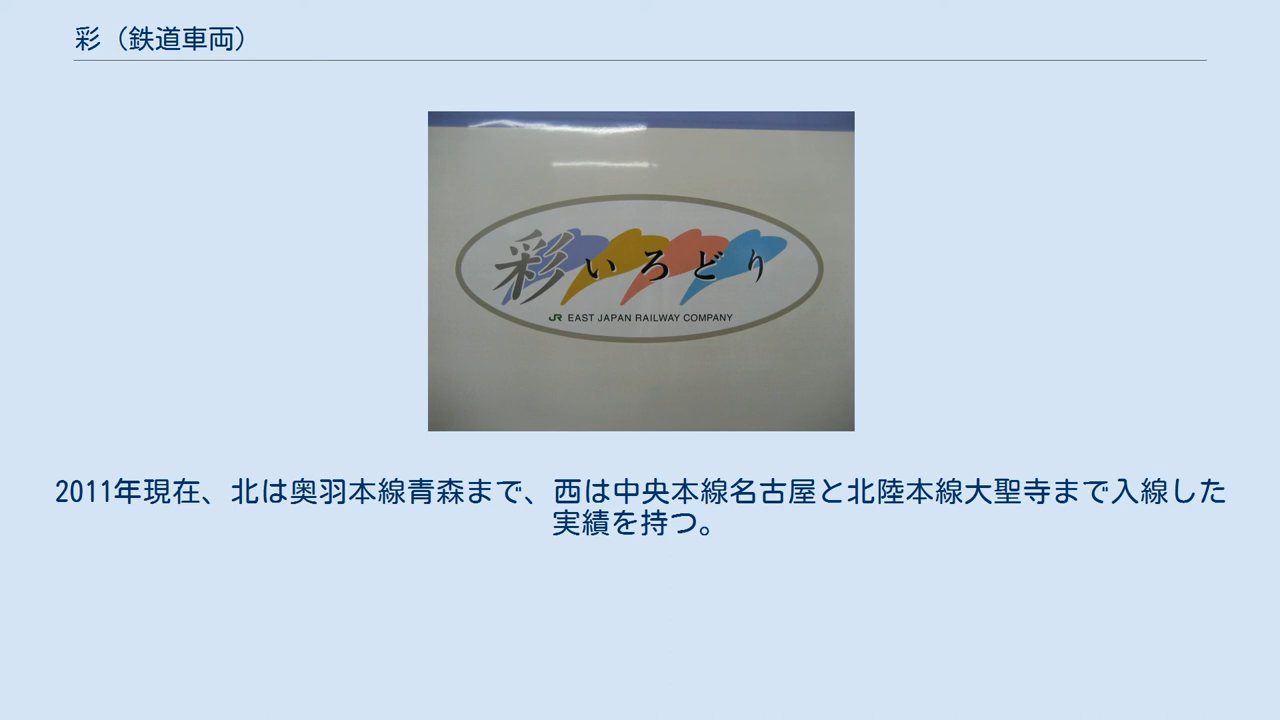 彩（鉄道車両）
彩いろどり
JR EAST JAPAN RAILWAY COMPANY
2011年現在、北は奥羽本線青森まで、西は中央本線名古屋と北陸本線大聖寺まで入線した
実績を持つ。